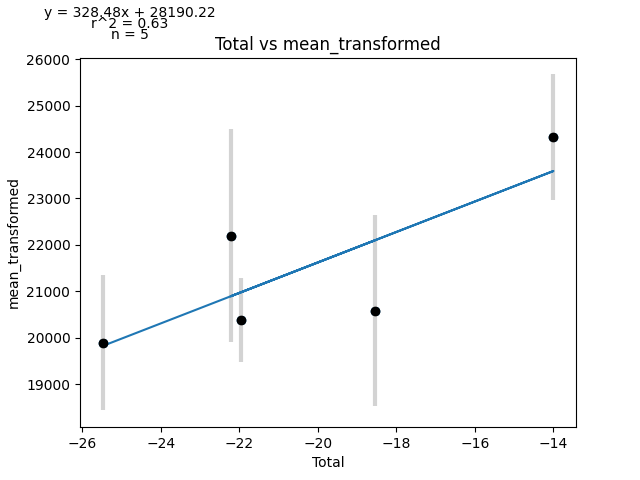 y = 328.48x + 28190.22
r^2 = 0.63
n = 5
Total vs mean_transformed
26000
25000
24000
23000
22000
21000
20000
19000
mean_transformed
−26
−24
−22
−20
−18
−16
−14
Total